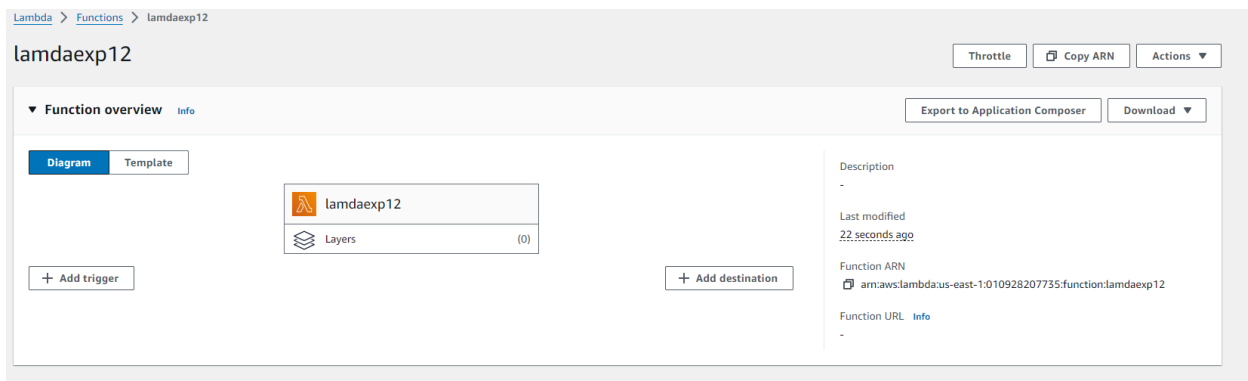 Lambda > Functions > lamdaexp12
lamdaexp12
Throttle
Copy ARN
Actions
Function overview Info
Export to Application Composer
Download
Diagram
Template
lamdaexp12
Layers (0)
+ Add trigger
+ Add destination
Description
-
Last modified
22 seconds ago
Function ARN
arn:aws:lambda:us-east-1:010928207735:function:lamdaexp12
Function URL Info
-